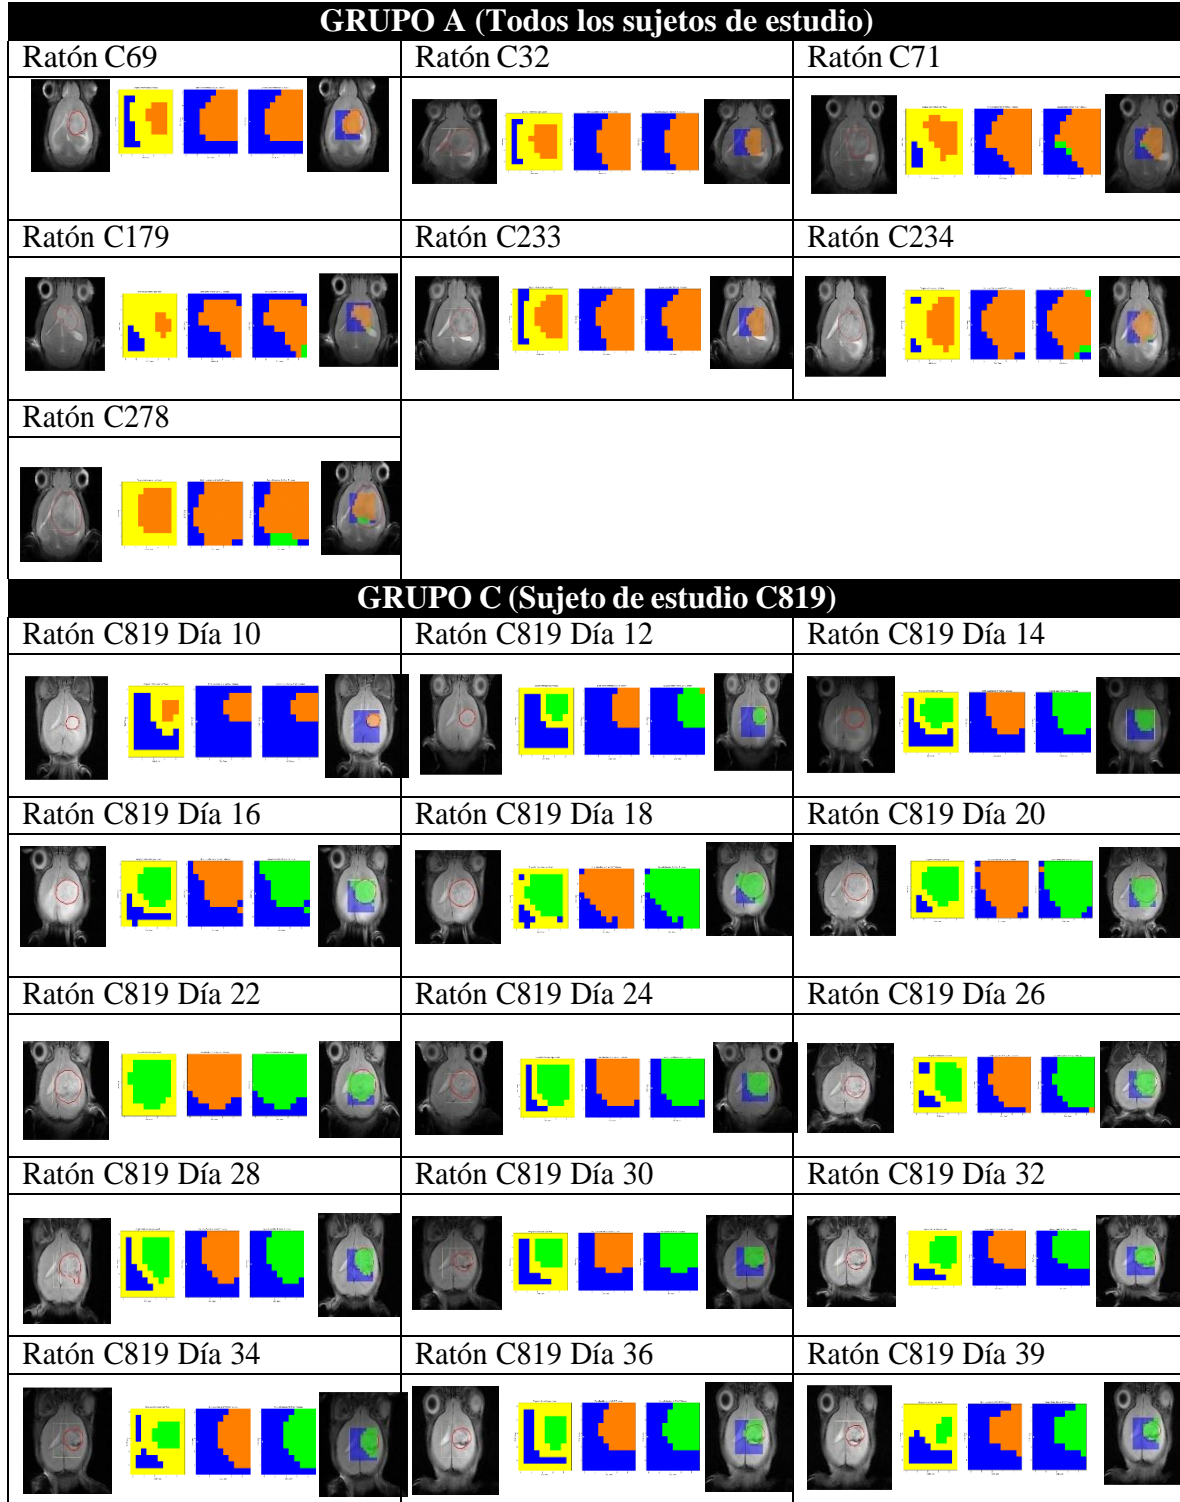 GRUPO A (Todos los sujetos de estudio)
Ratón C69
Ratón C32
Ratón C71
Ratón C179
Ratón C233
Ratón C234
Ratón C278
GRUPO C (Sujeto de estudio C819)
Ratón C819 Día 10
Ratón C819 Día 12
Ratón C819 Día 14
Ratón C819 Día 16
Ratón C819 Día 18
Ratón C819 Día 20
Ratón C819 Día 22
Ratón C819 Día 24
Ratón C819 Día 26
Ratón C819 Día 28
Ratón C819 Día 30
Ratón C819 Día 32
Ratón C819 Día 34
Ratón C819 Día 36
Ratón C819 Día 39